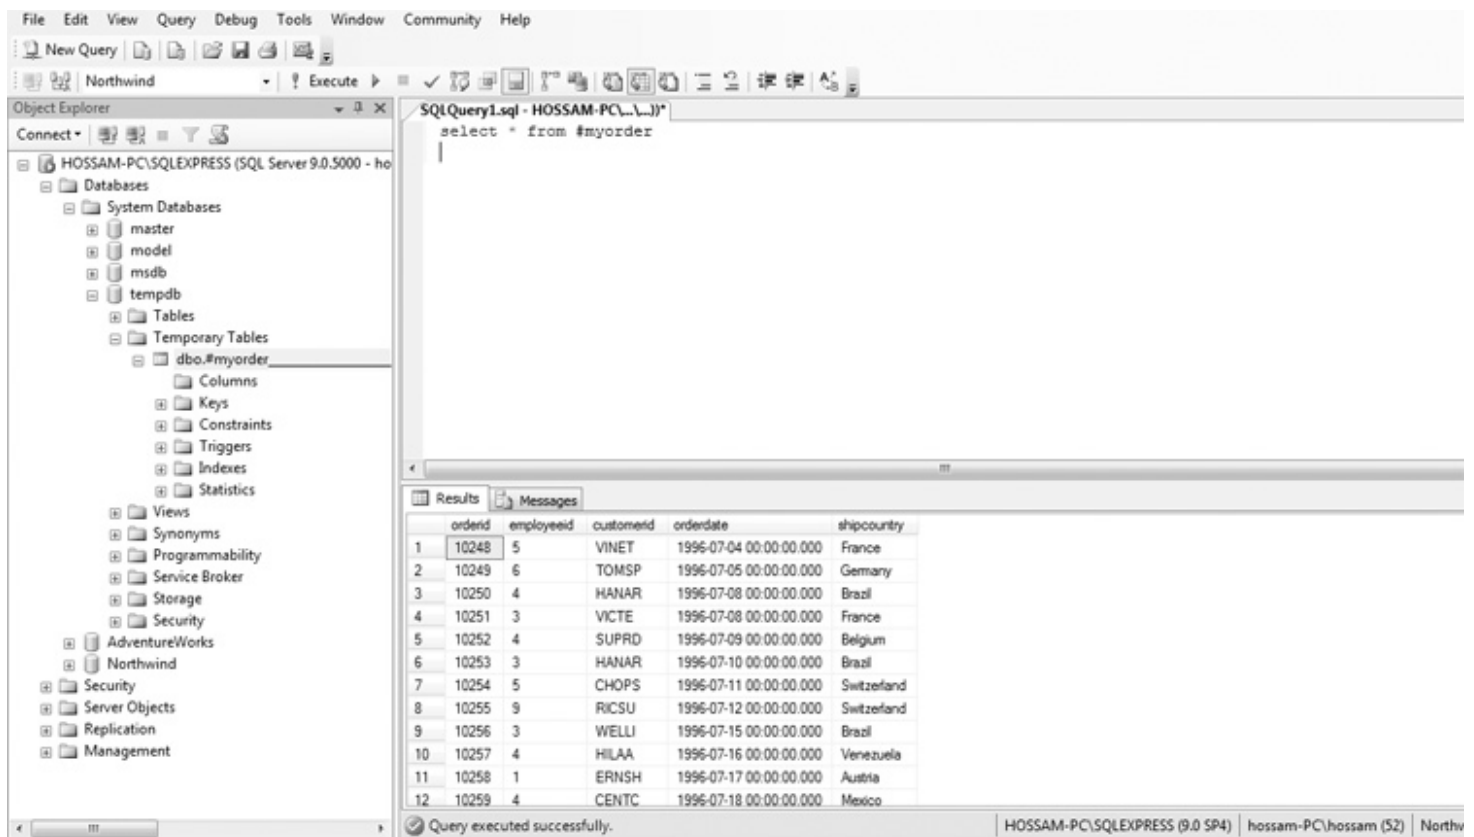 File Edit View Query Debug Tools Window Community Help
New Query
Northwind Execute
Object Explorer
Connect
HOSSAM-PC\SQLEXPRESS (SQL Server 9.0.5000 - ho
Databases
System Databases
master
model
msdb
tempdb
Tables
Temporary Tables
dbo.#myorder
Columns
Keys
Constraints
Triggers
Indexes
Statistics
Views
Synonyms
Programmability
Service Broker
Storage
Security
AdventureWorks
Northwind
Security
Server Objects
Replication
Management
SQLQuery1.sql - HOSSAM-PC\...\...))*
select * from #myorder
Results Messages
orderid employeeid customerid orderdate shipcountry
1 10248 5 VINET 1996-07-04 00:00:00.000 France
2 10249 6 TOMSP 1996-07-05 00:00:00.000 Germany
3 10250 4 HANAR 1996-07-08 00:00:00.000 Brazil
4 10251 3 VICTE 1996-07-08 00:00:00.000 France
5 10252 4 SUPRD 1996-07-09 00:00:00.000 Belgium
6 10253 3 HANAR 1996-07-10 00:00:00.000 Brazil
7 10254 5 CHOPS 1996-07-11 00:00:00.000 Switzerland
8 10255 9 RICSU 1996-07-12 00:00:00.000 Switzerland
9 10256 3 WELLI 1996-07-15 00:00:00.000 Brazil
10 10257 4 HILAA 1996-07-16 00:00:00.000 Venezuela
11 10258 1 ERNSH 1996-07-17 00:00:00.000 Austria
12 10259 4 CENTC 1996-07-18 00:00:00.000 Mexico
Query executed successfully. HOSSAM-PC\SQLEXPRESS (9.0 SP4) hossam-PC\hossam (52) Northw